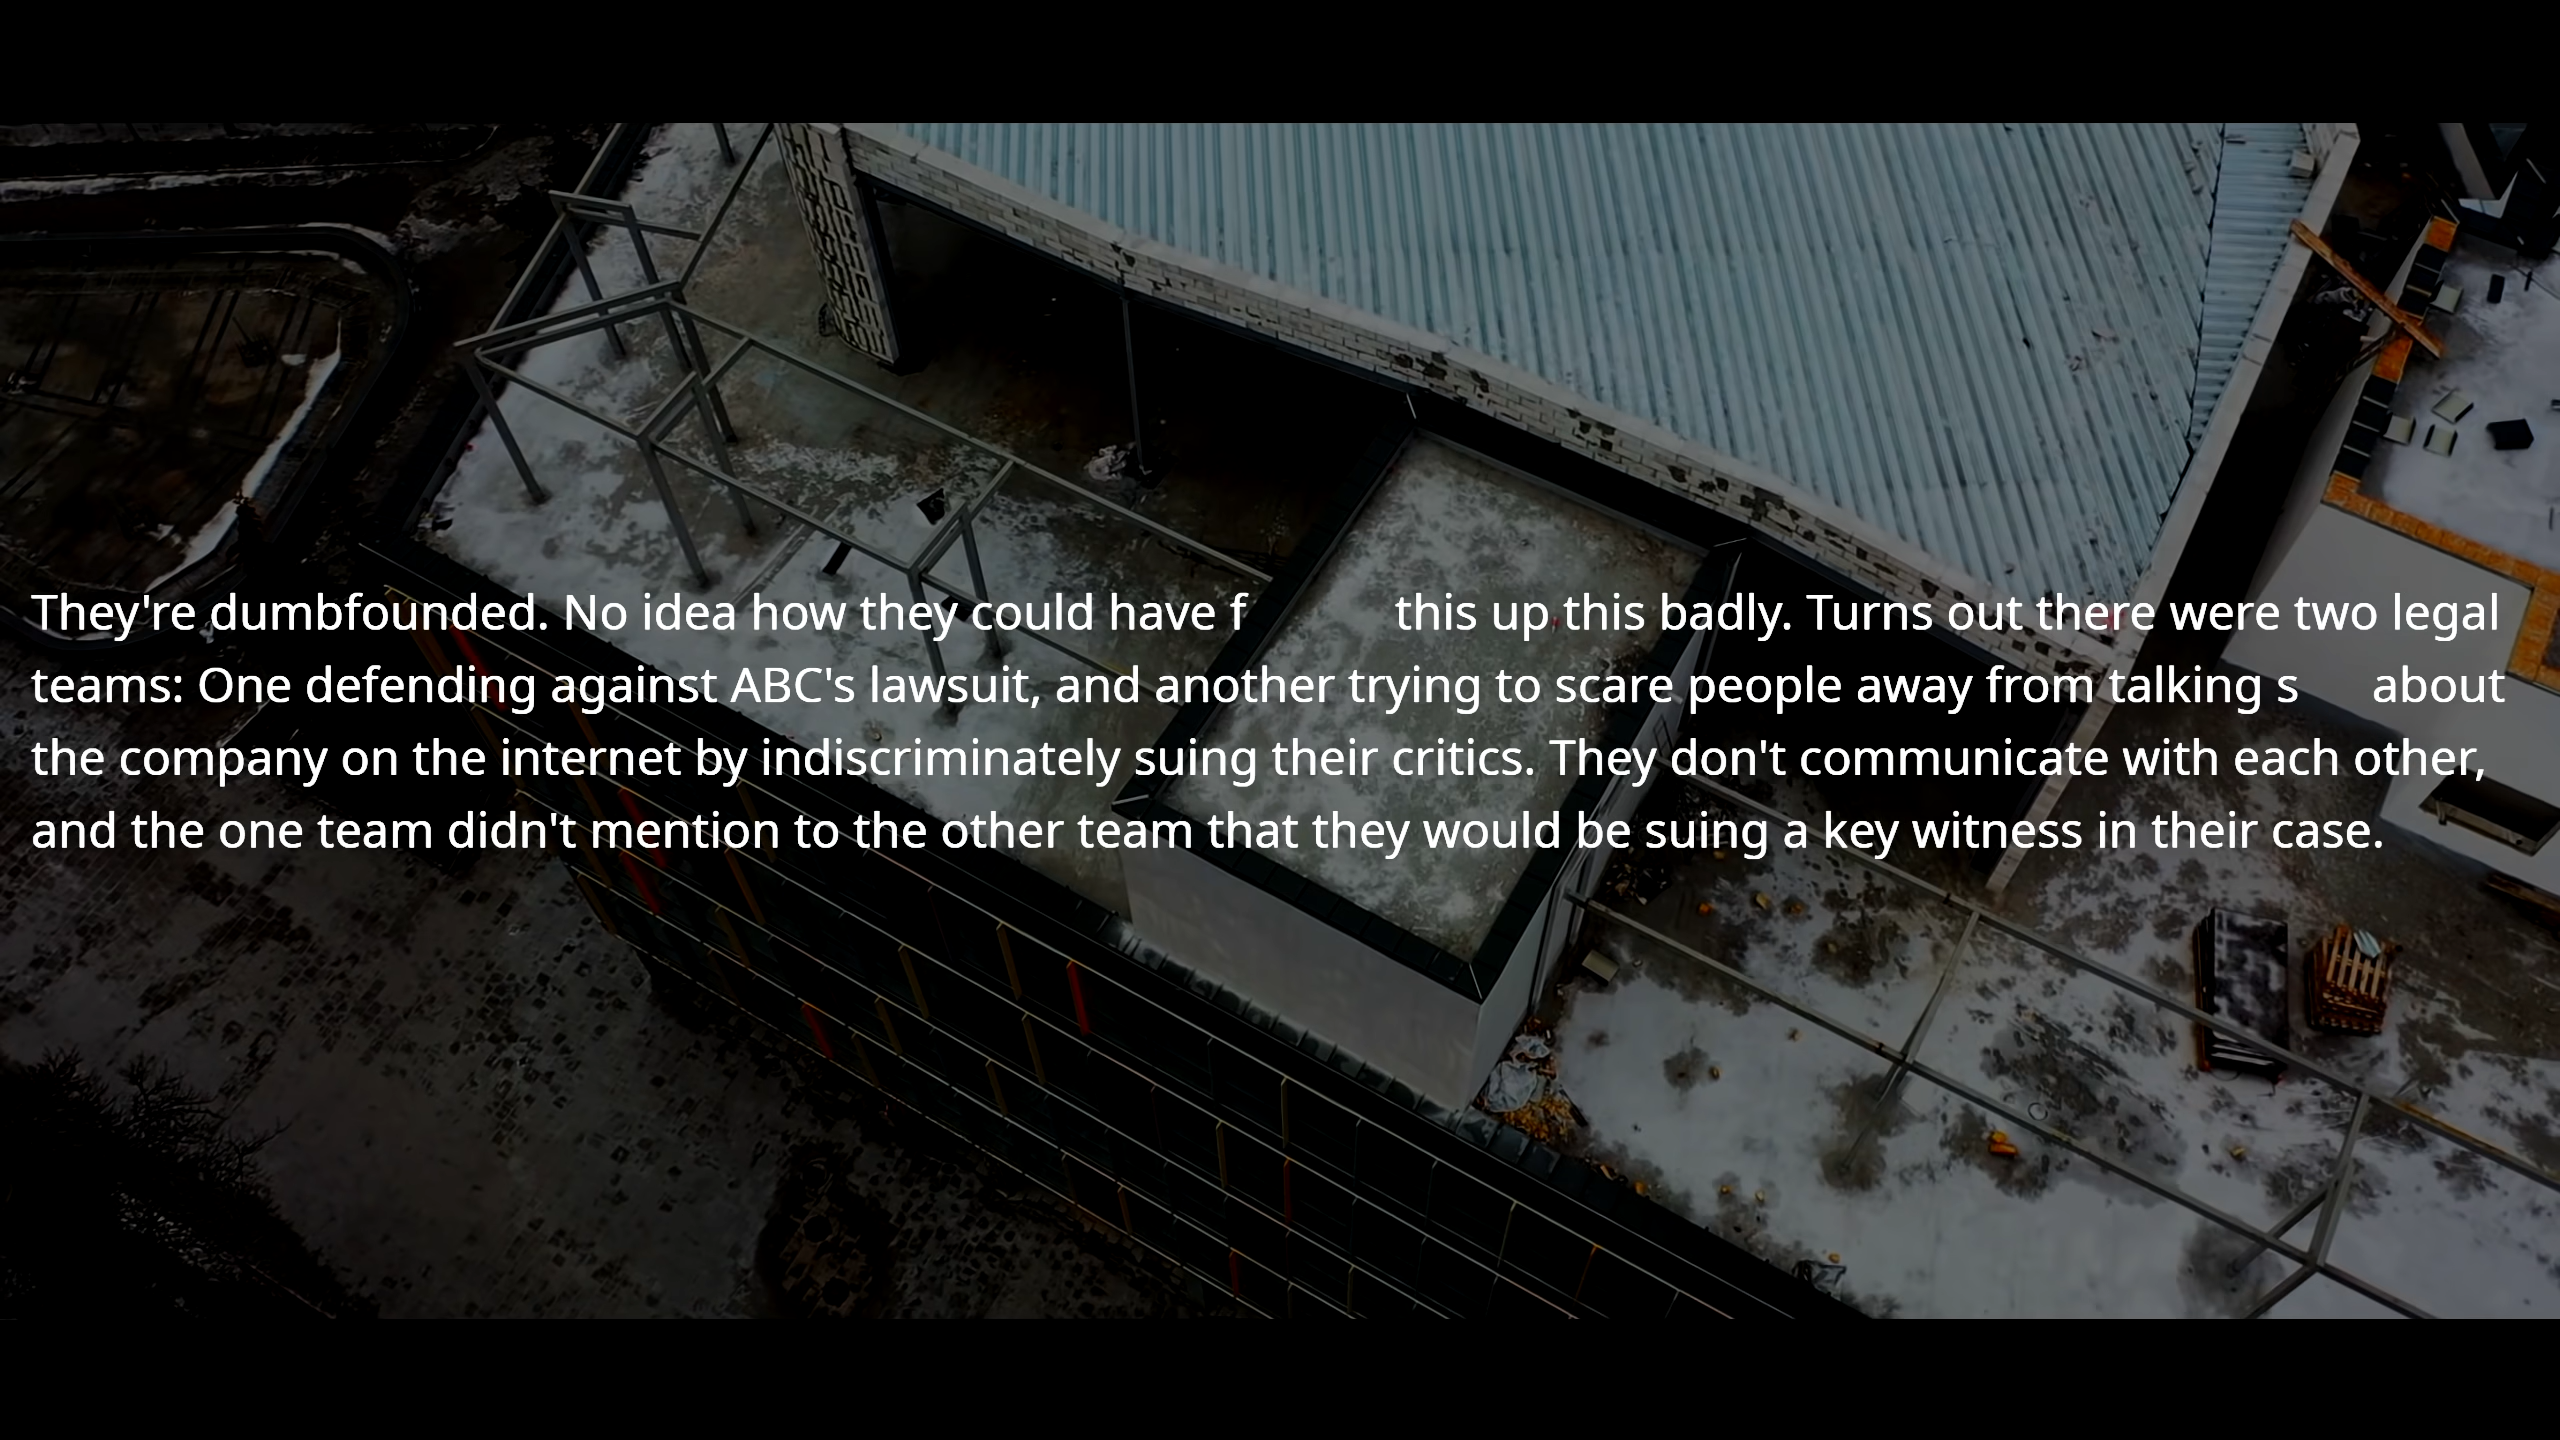 They're dumbfounded. No idea how they could have f this up this badly. Turns out there were two legal
teams: One defending against ABC's lawsuit, and another trying to scare people away from talking s about
the company on the internet by indiscriminately suing their critics. They don't communicate with each other,
and the one team didn't mention to the other team that they would be suing a key witness in their case.